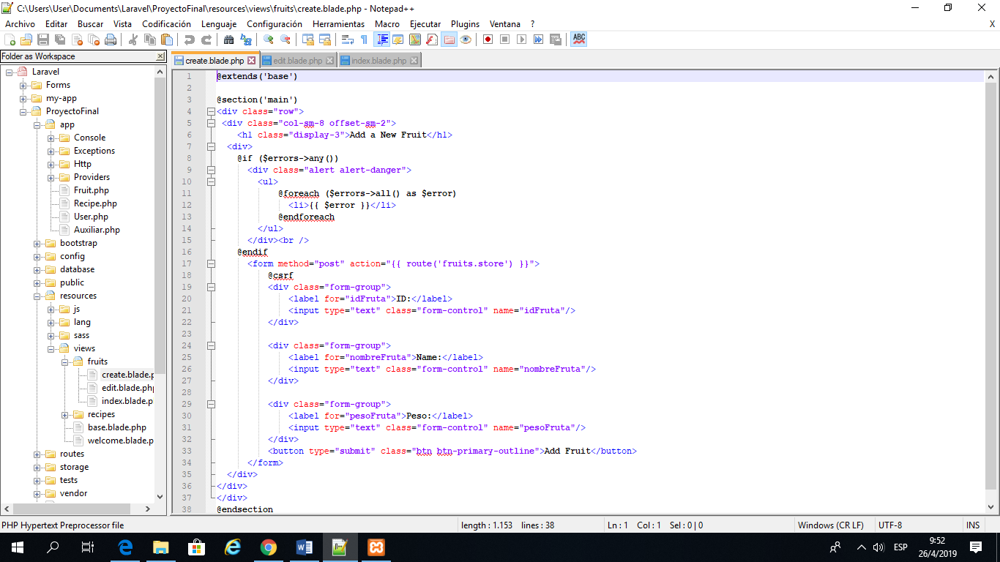 C:\Users\User\Documents\Laravel\ProyectoFinal\resources\views\fruits\create.blade.php - Notepad++
Archivo Editar Buscar Vista Codificación Lenguaje Configuración Herramientas Macro Ejecutar Plugins Ventana ? X
ABC
Folder as Workspace
create.blade.php edit.blade.php index.blade.php
Laravel
Forms
my-app
ProyectoFinal
app
Console
Exceptions
Http
Providers
Fruit.php
Recipe.php
User.php
Auxiliar.php
bootstrap
config
database
public
resources
js
lang
sass
views
fruits
create.blade.p
edit.blade.php
index.blade.p
recipes
base.blade.php
welcome.blade.p
routes
storage
tests
vendor
1 @extends('base')
2
3 @section('main')
4 <div class="row">
5 <div class="col-sm-8 offset-sm-2">
6 <h1 class="display-3">Add a New Fruit</h1>
7 <div>
8 @if ($errors->any())
9 <div class="alert alert-danger">
10 <ul>
11 @foreach ($errors->all() as $error)
12 <li>{{ $error }}</li>
13 @endforeach
14 </ul>
15 </div><br />
16 @endif
17 <form method="post" action="{{ route('fruits.store') }}">
18 @csrf
19 <div class="form-group">
20 <label for="idFruta">ID:</label>
21 <input type="text" class="form-control" name="idFruta"/>
22 </div>
23
24 <div class="form-group">
25 <label for="nombreFruta">Name:</label>
26 <input type="text" class="form-control" name="nombreFruta"/>
27 </div>
28
29 <div class="form-group">
30 <label for="pesoFruta">Peso:</label>
31 <input type="text" class="form-control" name="pesoFruta"/>
32 </div>
33 <button type="submit" class="btn btn-primary-outline">Add Fruit</button>
34 </form>
35 </div>
36 </div>
37 </div>
38 @endsection
PHP Hypertext Preprocessor file length : 1.153 lines : 38 Ln : 1 Col : 1 Sel : 0 | 0 Windows (CR LF) UTF-8 INS
ESP
9:52
26/4/2019